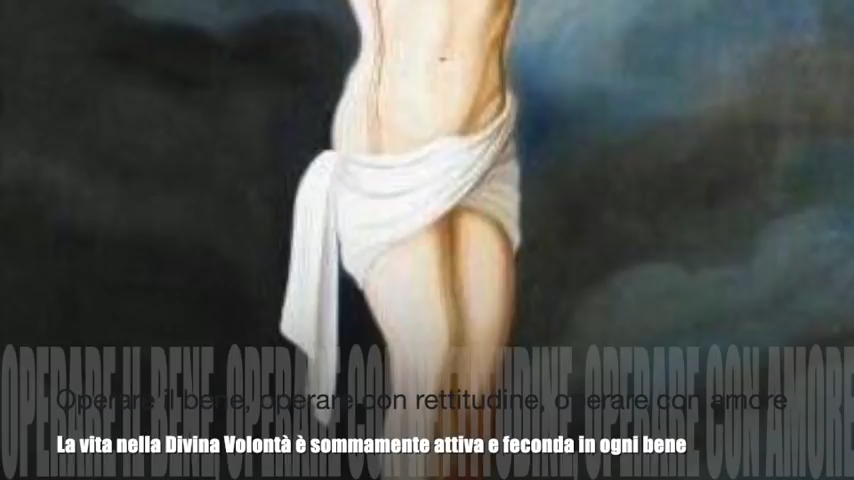 OPERARE IL BENE, OPERARE CON RETTITUDINE, OPERARE CON AMORE
Operare il bene, operare con rettitudine, operare con amore
La vita nella Divina Volontà è sommamente attiva e feconda in ogni bene